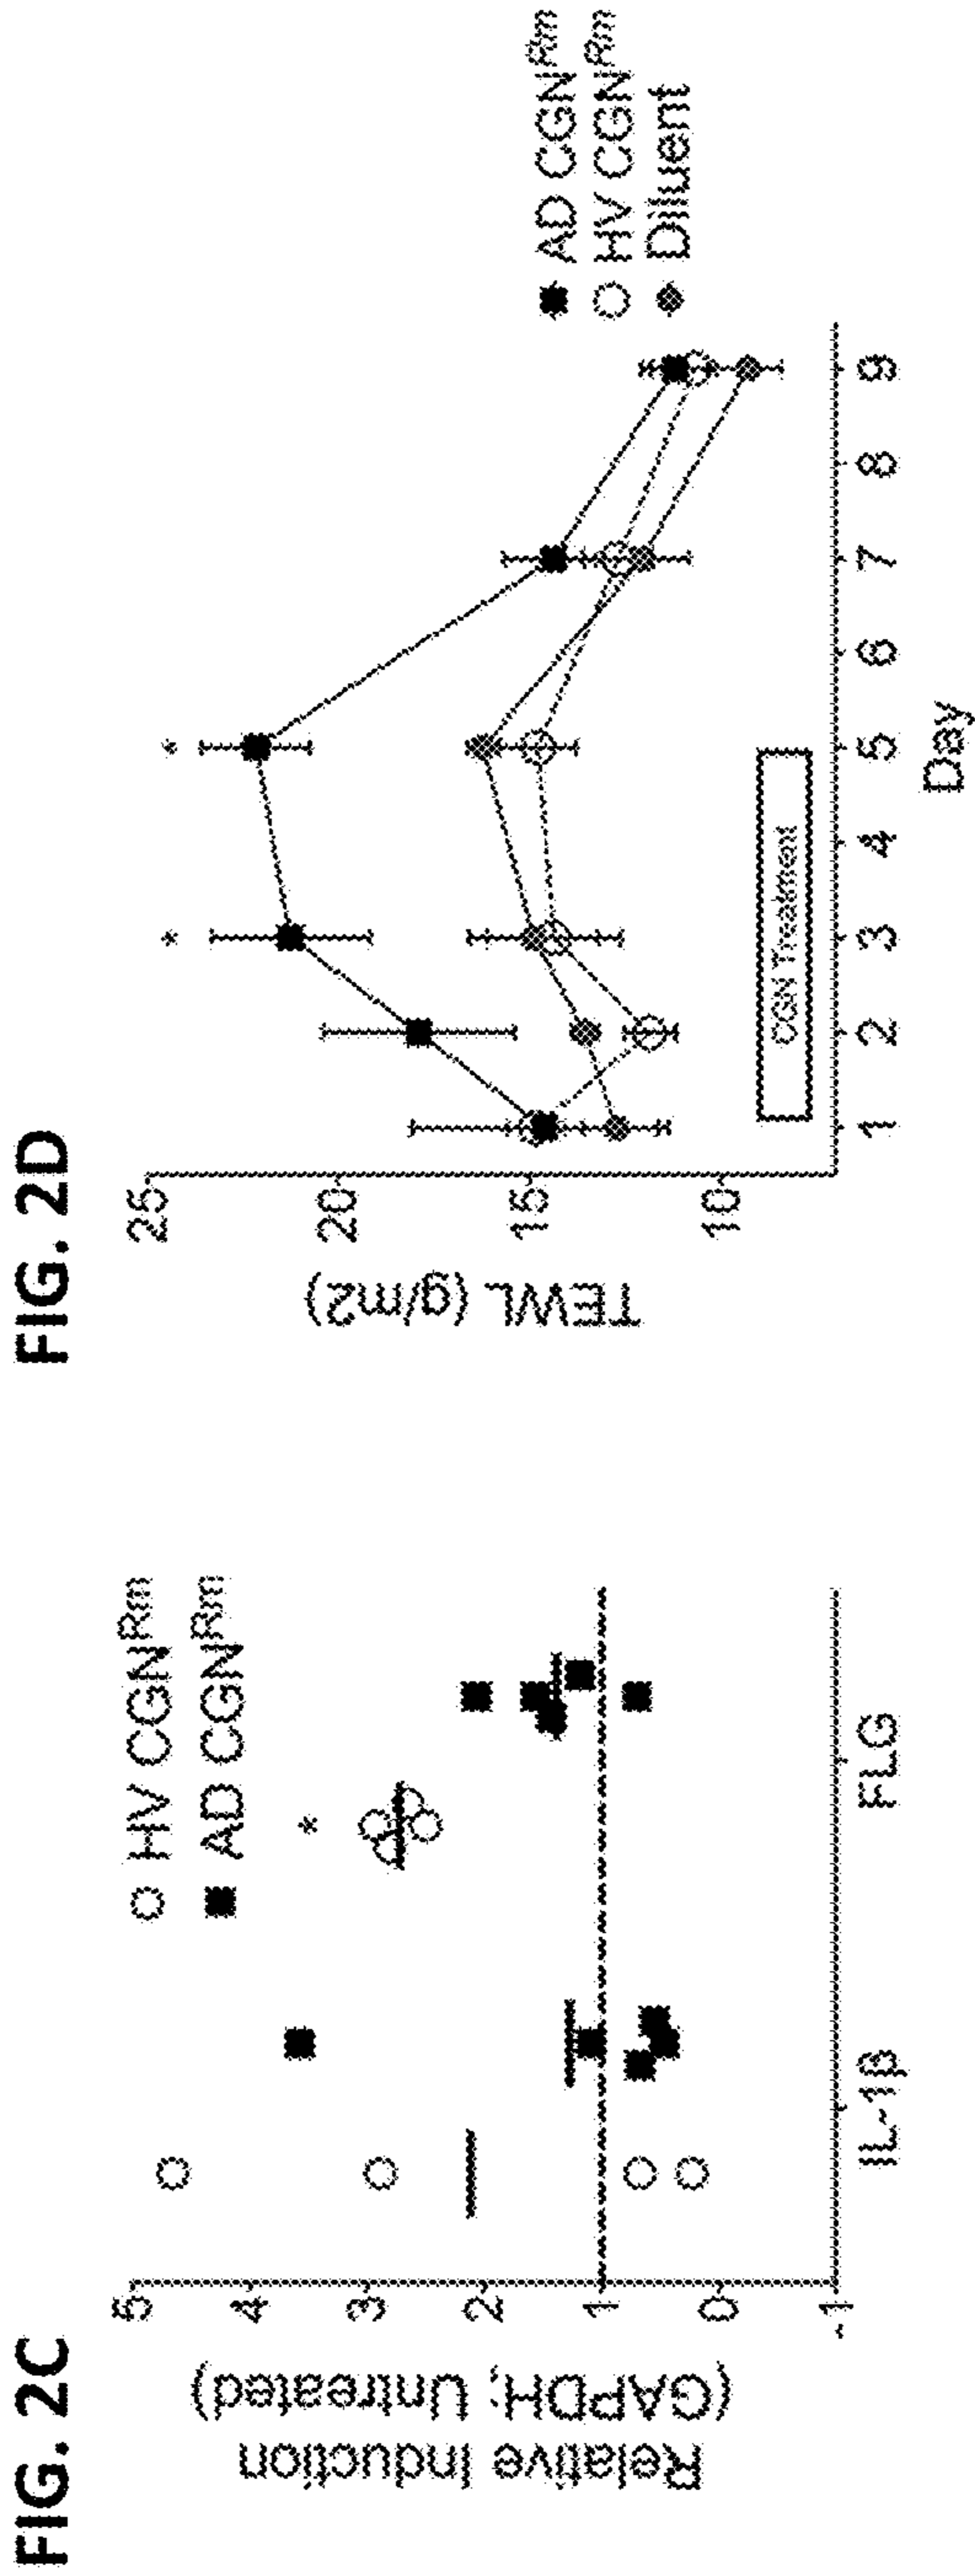 FIG. 2C
Relative Induction
(GAPDH; Untreated)
5
4
3
2
1
0
-1
○ HV CGN^Rm
■ AD CGN^Rm
*
IL-1β
FLG
FIG. 2D
TEWL (g/m2)
25
20
15
10
*
*
CGN Treatment
1
2
3
4
5
6
7
8
9
Day
■ AD CGN^Rm
○ HV CGN^Rm
Diluent